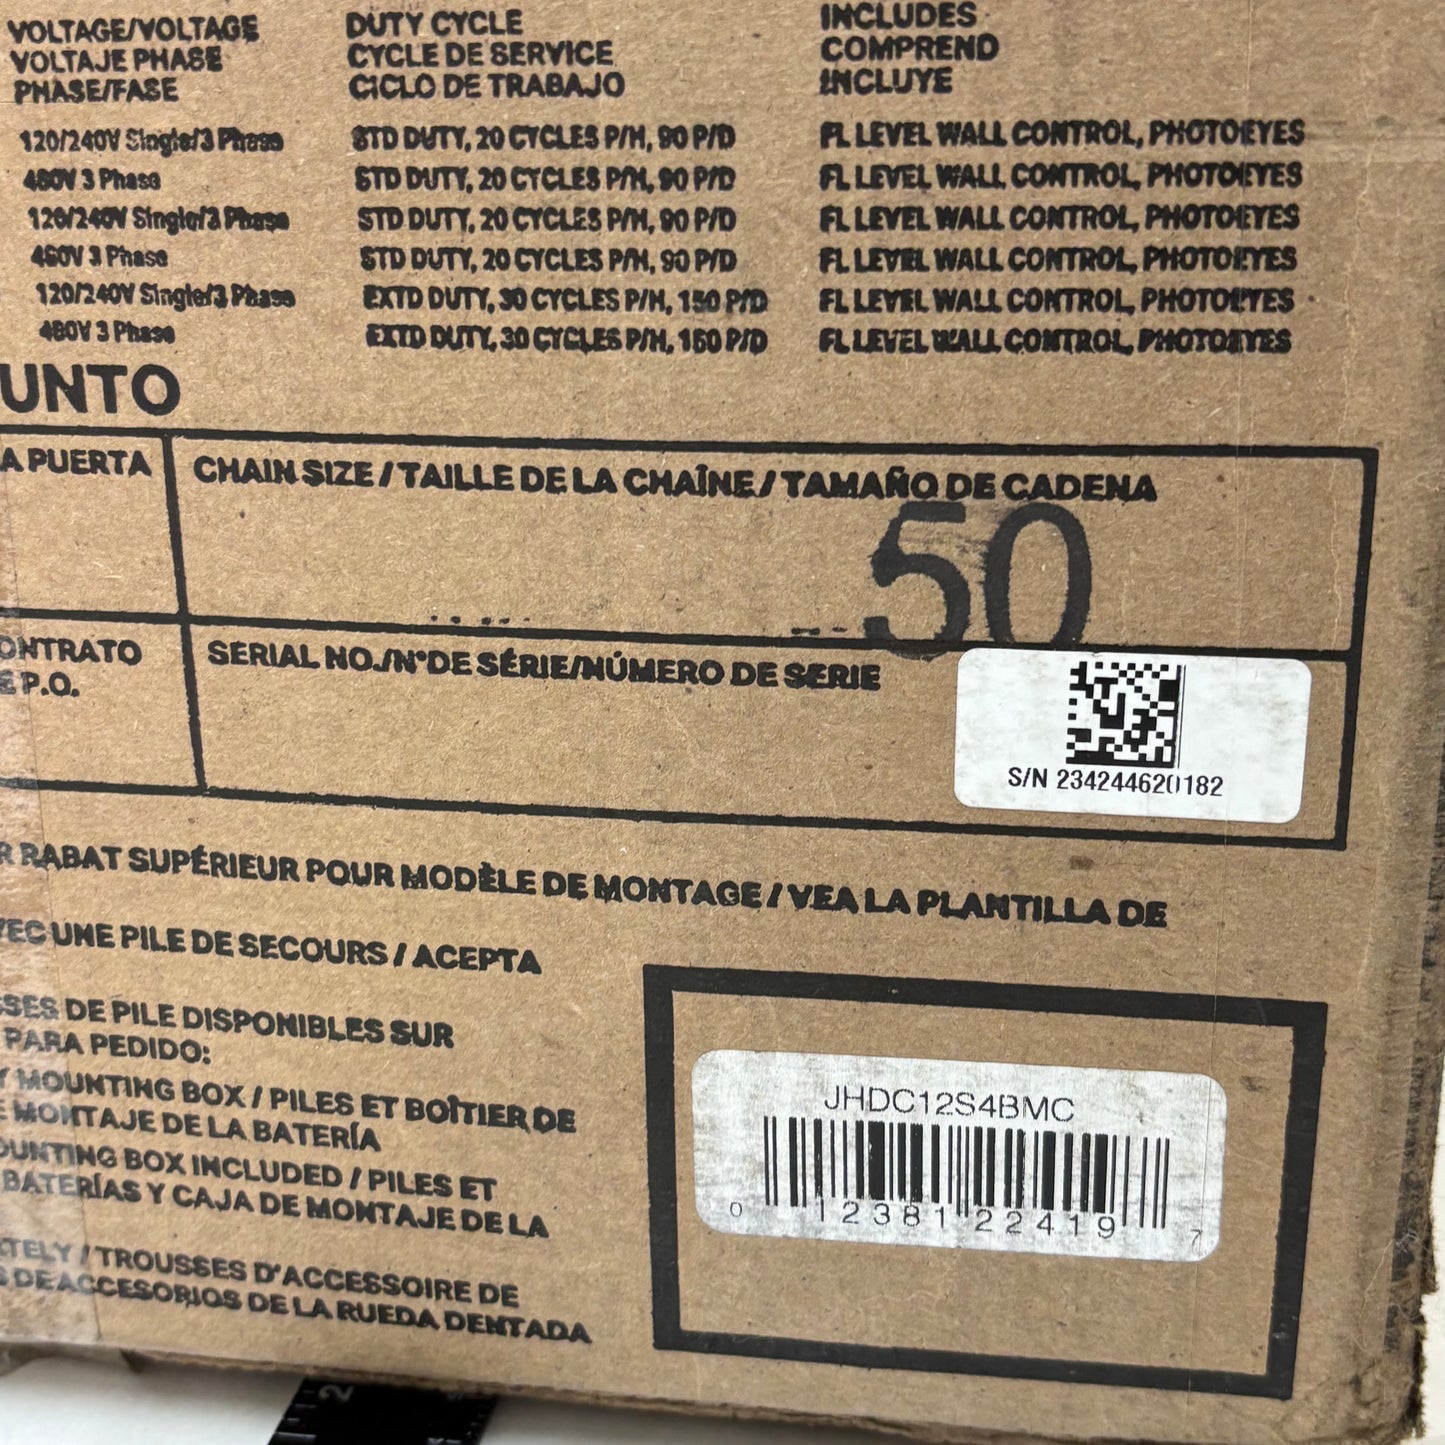 VOLTAGE/VOLTAGE
VOLTAJE PHASE
PHASE/FASE
DUTY CYCLE
CYCLE DE SERVICE
CICLO DE TRABAJO
INCLUDES
COMPREND
INCLUYE
120/240V Single/3 Phase STD DUTY, 20 CYCLES P/H, 90 P/D FL LEVEL WALL CONTROL, PHOTOEYES
460V 3 Phase STD DUTY, 20 CYCLES P/H, 90 P/D FL LEVEL WALL CONTROL, PHOTOEYES
120/240V Single/3 Phase STD DUTY, 20 CYCLES P/H, 90 P/D FL LEVEL WALL CONTROL, PHOTOEYES
460V 3 Phase STD DUTY, 20 CYCLES P/H, 90 P/D FL LEVEL WALL CONTROL, PHOTOEYES
120/240V Single/3 Phase EXTD DUTY, 30 CYCLES P/H, 150 P/D FL LEVEL WALL CONTROL, PHOTOEYES
460V 3 Phase EXTD DUTY, 30 CYCLES P/H, 150 P/D FL LEVEL WALL CONTROL, PHOTOEYES
UNTO
A PUERTA
CHAIN SIZE / TAILLE DE LA CHAÎNE / TAMAÑO DE CADENA
50
ONTRATO
E P.O.
SERIAL NO./N°DE SÉRIE/NÚMERO DE SERIE
S/N 234244620182
R RABAT SUPÉRIEUR POUR MODÈLE DE MONTAGE / VEA LA PLANTILLA DE
VEC UNE PILE DE SECOURS / ACEPTA
SSES DE PILE DISPONIBLES SUR
PARA PEDIDO:
Y MOUNTING BOX / PILES ET BOÎTIER DE
E MONTAJE DE LA BATERÍA
OUNTING BOX INCLUDED / PILES ET
BATERÍAS Y CAJA DE MONTAJE DE LA
TELY / TROUSSES D'ACCESSOIRE DE
S DE ACCESORIOS DE LA RUEDA DENTADA
JHDC12S4BMC
0 12381 22419 7
2